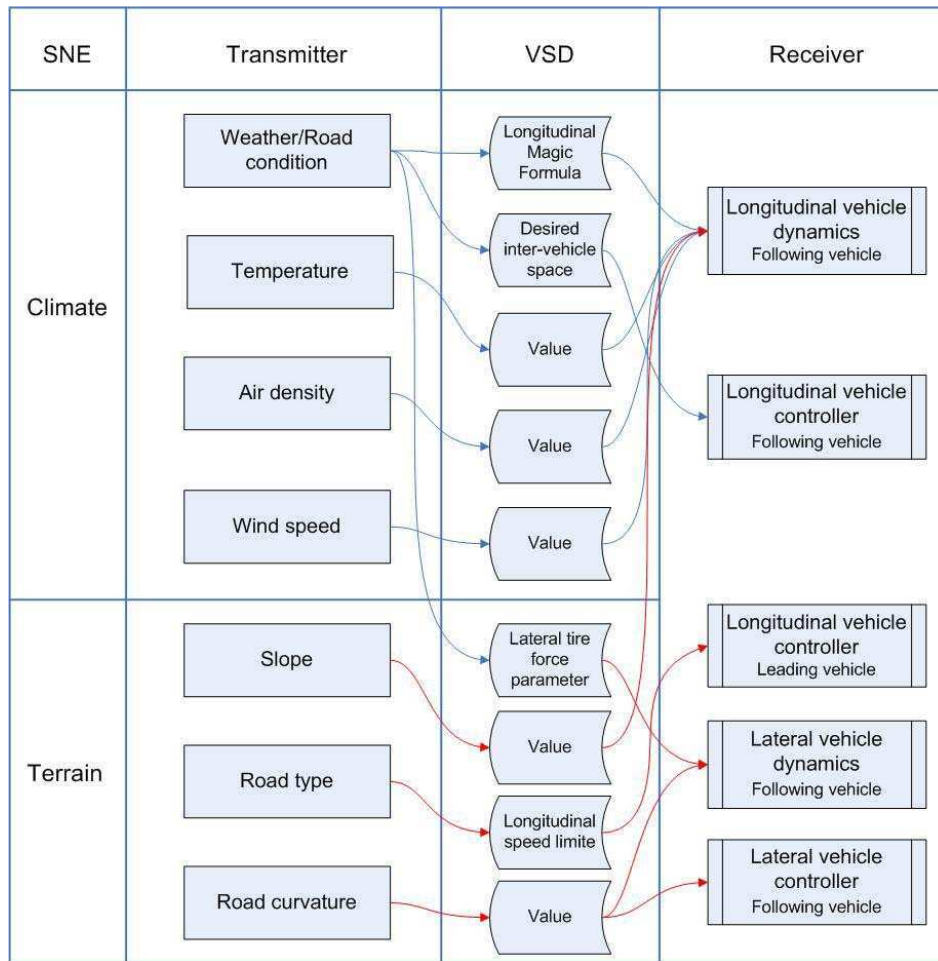 SNE
Transmitter
VSD
Receiver
Climate
Weather/Road
condition
Temperature
Air density
Wind speed
Longitudinal
Magic
Formula
Desired
inter-vehicle
space
Value
Value
Value
Longitudinal vehicle
dynamics
Following vehicle
Longitudinal vehicle
controller
Following vehicle
Terrain
Slope
Road type
Road curvature
Lateral tire
force
parameter
Value
Longitudinal
speed limite
Value
Longitudinal vehicle
controller
Leading vehicle
Lateral vehicle
dynamics
Following vehicle
Lateral vehicle
controller
Following vehicle